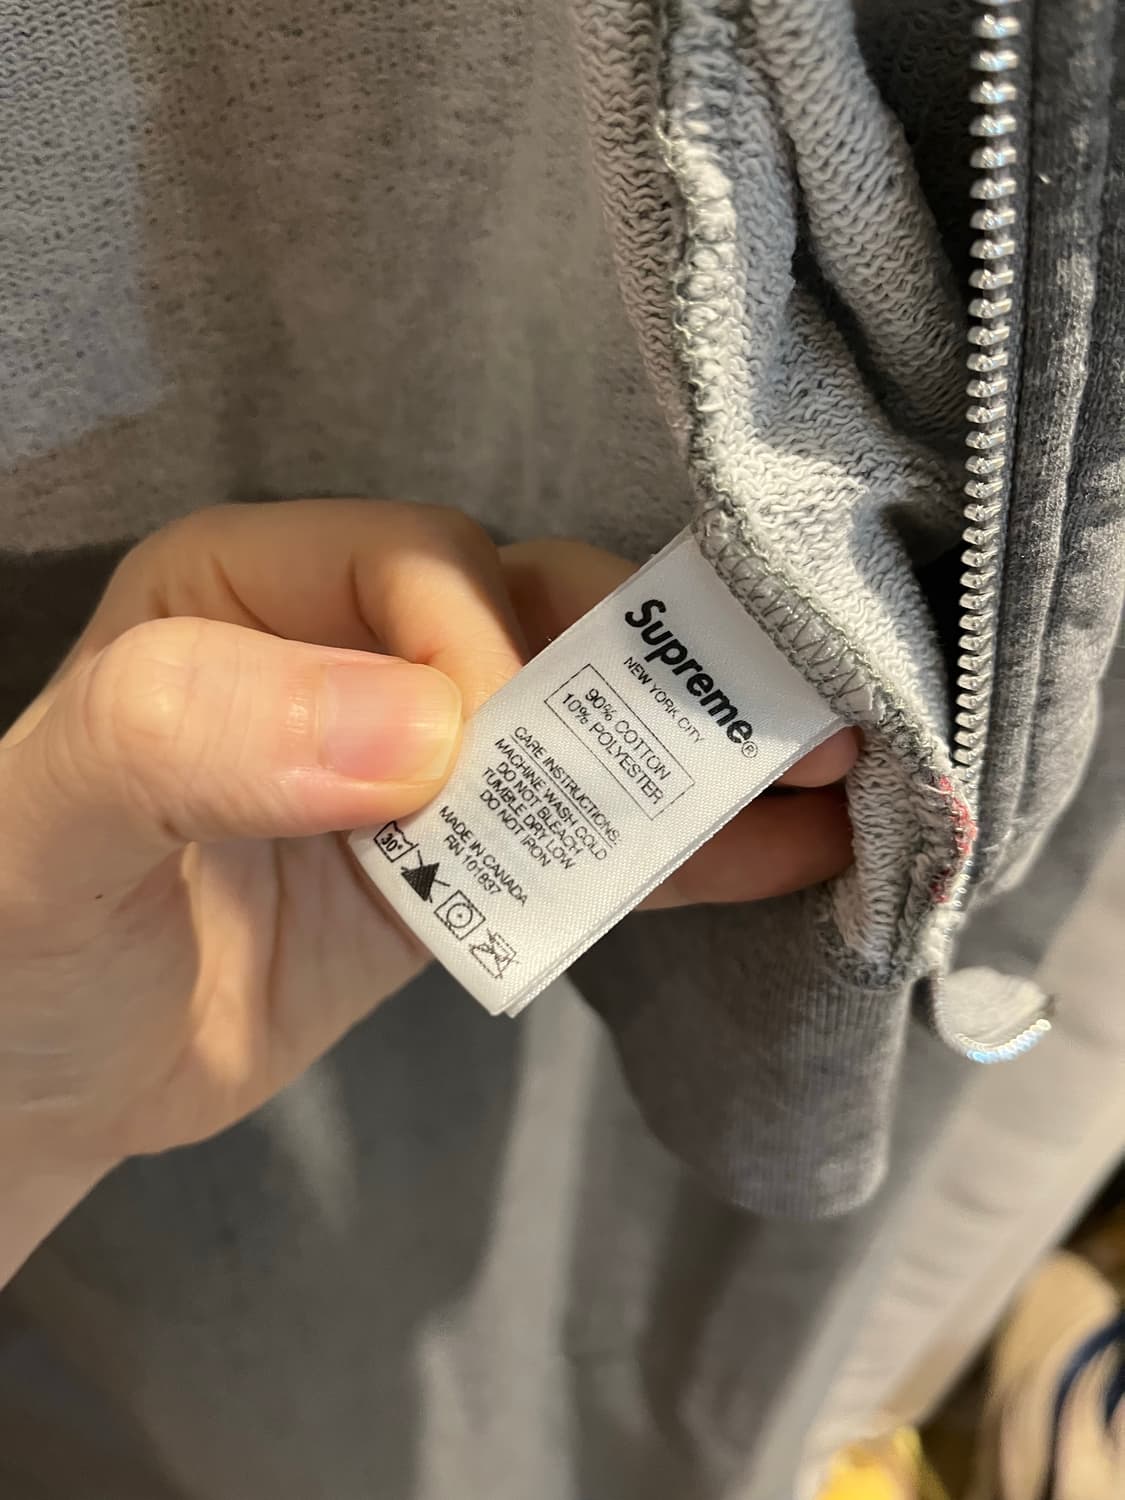 Supreme®
NEW YORK CITY
90% COTTON
10% POLYESTER
CARE INSTRUCTIONS:
MACHINE WASH COLD
DO NOT BLEACH
TUMBLE DRY LOW
DO NOT IRON
MADE IN CANADA
RN 101837
30°